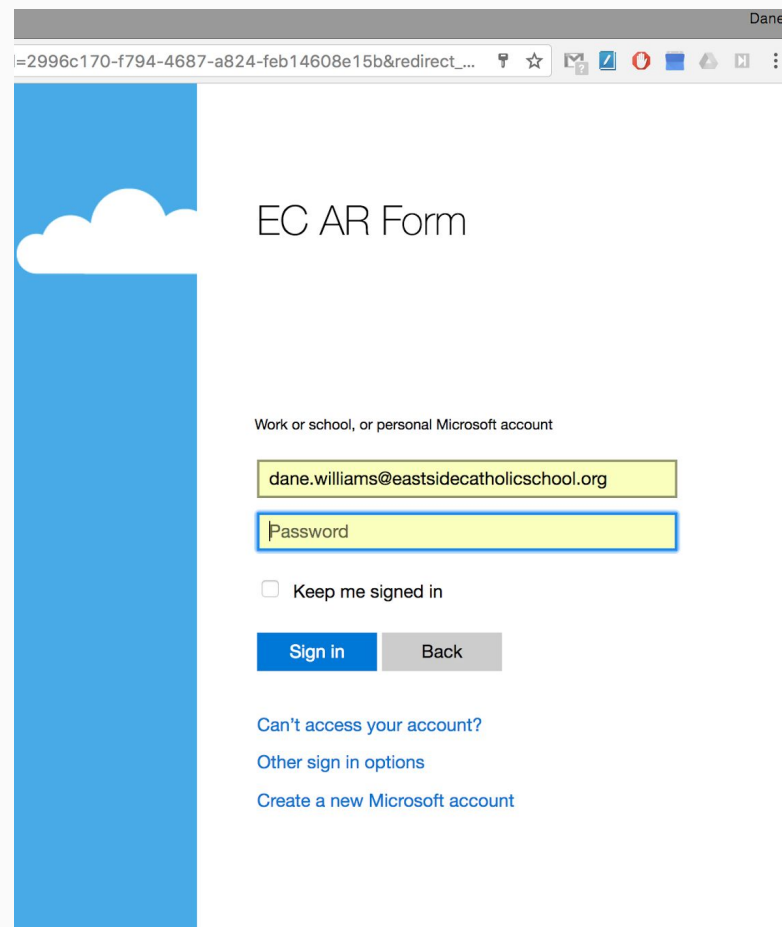 Dane
l=2996c170-f794-4687-a824-feb14608e15b&redirect_...
EC AR Form
Work or school, or personal Microsoft account
dane.williams@eastsidecatholicschool.org
Password
Keep me signed in
Sign in Back
Can't access your account?
Other sign in options
Create a new Microsoft account